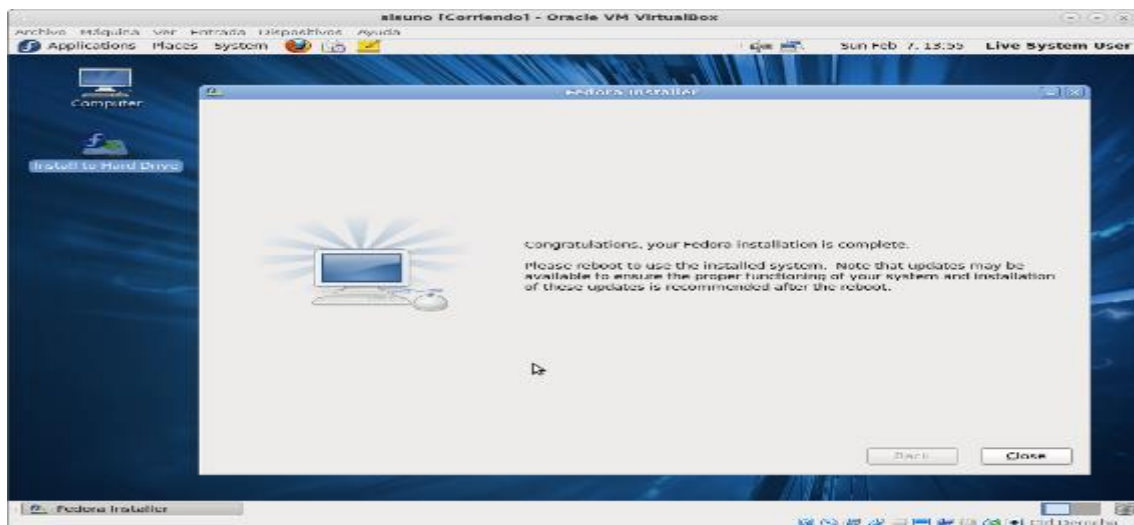 [Corriendo] - Oracle VM VirtualBox
Archivo Máquina Ver Entrada Dispositivos Ayuda
Applications Places System
Sun Feb 7, 13:55 Live System User
Computer
Fedora Installer
Install to Hard Drive
Congratulations, your Fedora installation is complete.
Please reboot to use the installed system. Note that updates may be
available to ensure the proper functioning of your system and installation
of these updates is recommended after the reboot.
Back Close
Fedora Installer
Ctrl Derecho